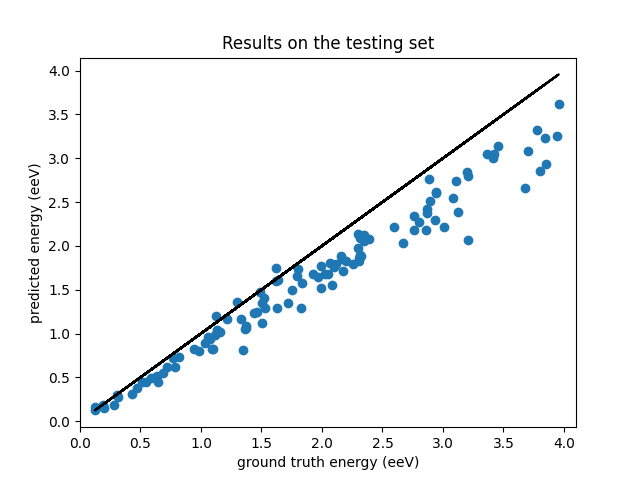 Results on the testing set
predicted energy (eeV)
4.0
3.5
3.0
2.5
2.0
1.5
1.0
0.5
0.0
0.0 0.5 1.0 1.5 2.0 2.5 3.0 3.5 4.0
ground truth energy (eeV)